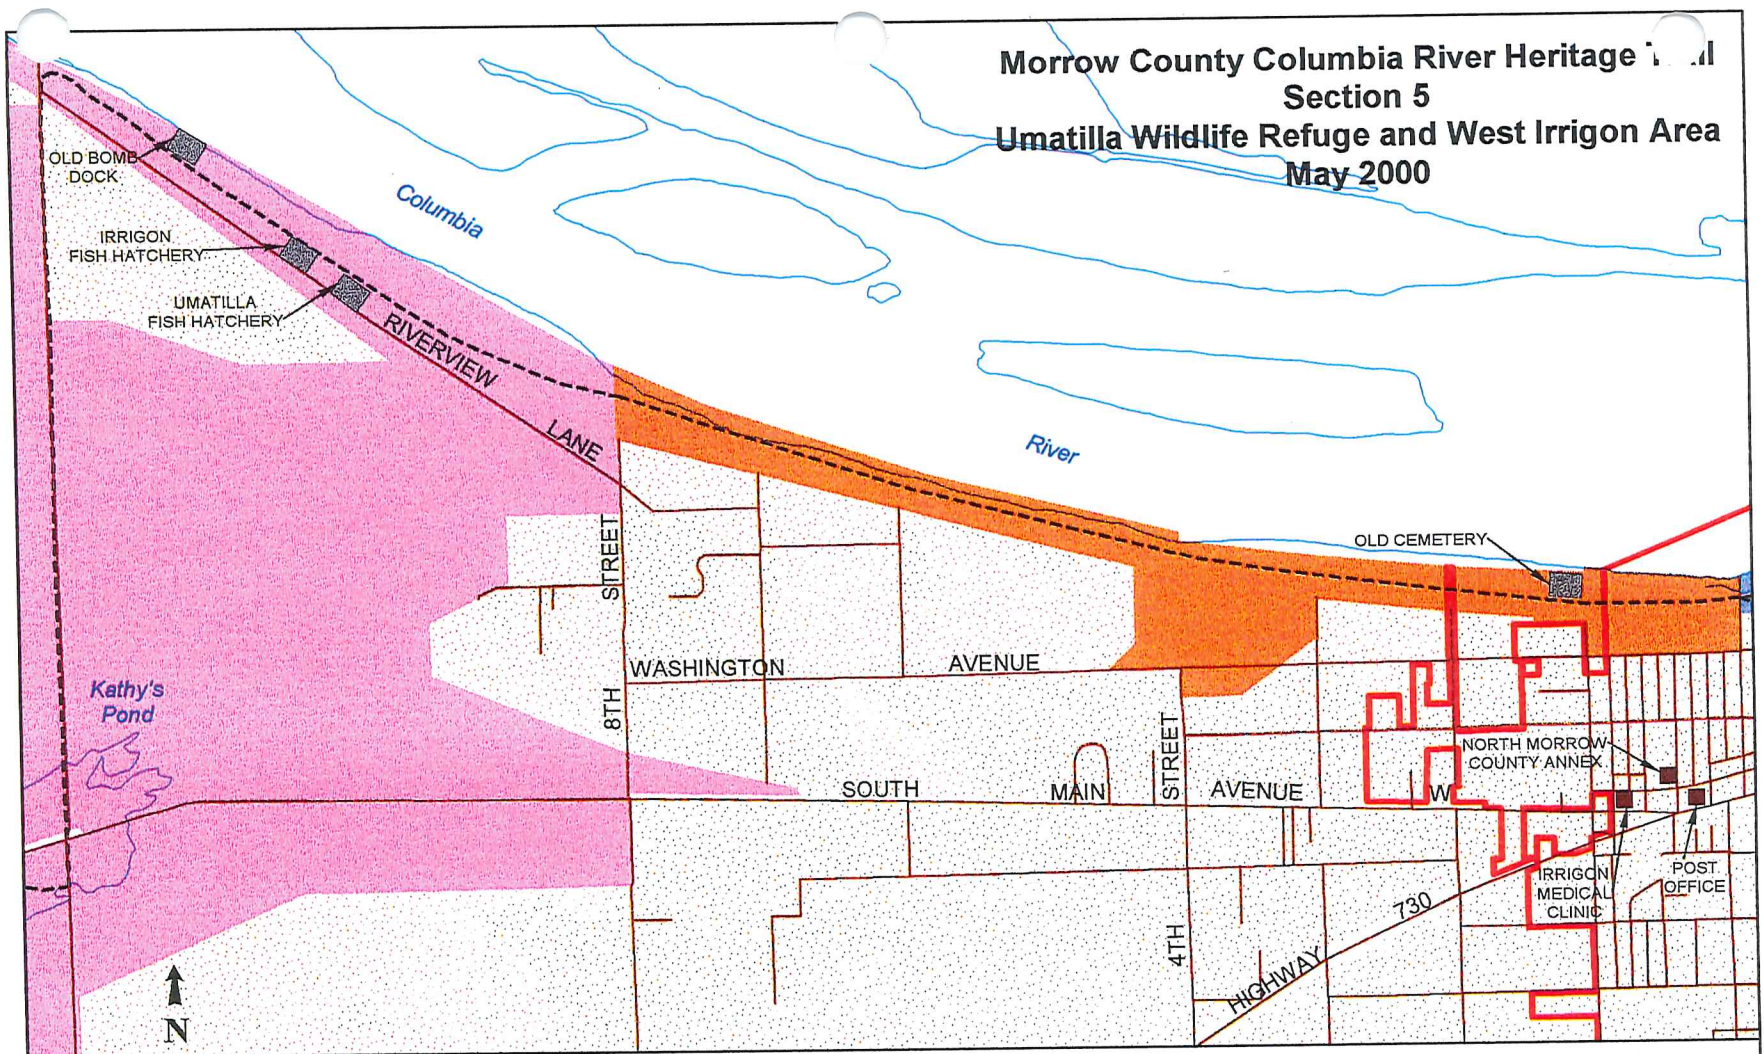 Morrow County Columbia River Heritage
Section 5
Umatilla Wildlife Refuge and West Irrigon Area
May 2000
OLD BOMB
DOCK
Columbia
IRRIGON
FISH HATCHERY
UMATILLA
FISH HATCHERY
RIVERVIEW
LANE
River
OLD CEMETERY
STREET
8TH
WASHINGTON AVENUE
Kathy's
Pond
STREET
4TH
NORTH MORROW
COUNTY ANNEX
SOUTH MAIN AVENUE W
IRRIGON
MEDICAL
CLINIC
POST
OFFICE
HIGHWAY 730
N